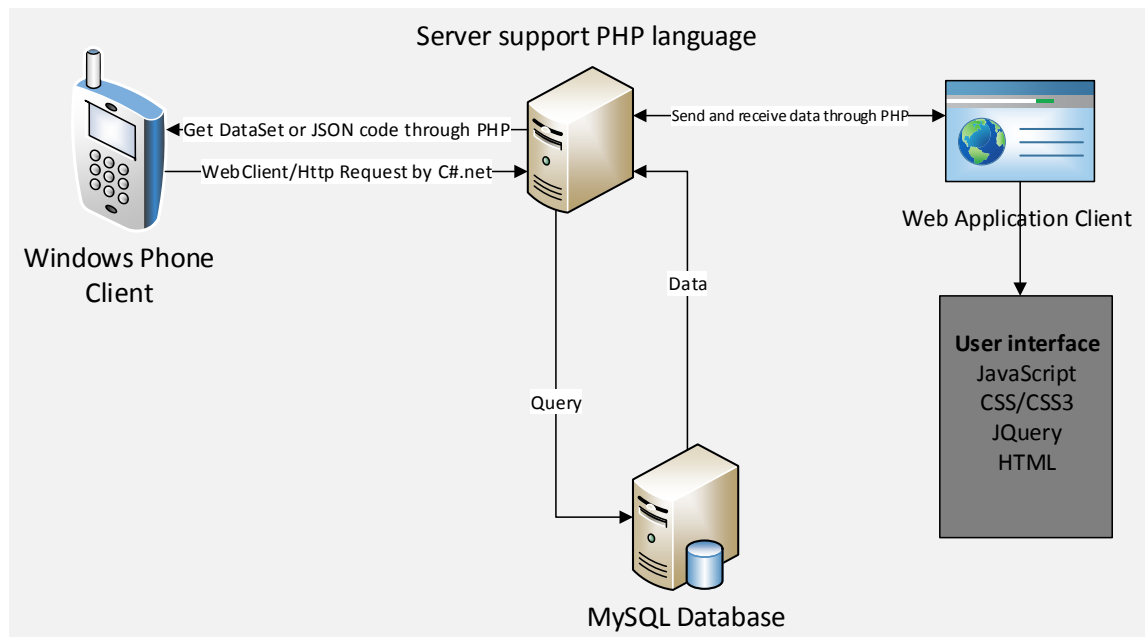 Server support PHP language
Get DataSet or JSON code through PHP
WebClient/Http Request by C#.net
Send and receive data through PHP
Windows Phone
Client
Web Application Client
Data
Query
User interface
JavaScript
CSS/CSS3
JQuery
HTML
MySQL Database